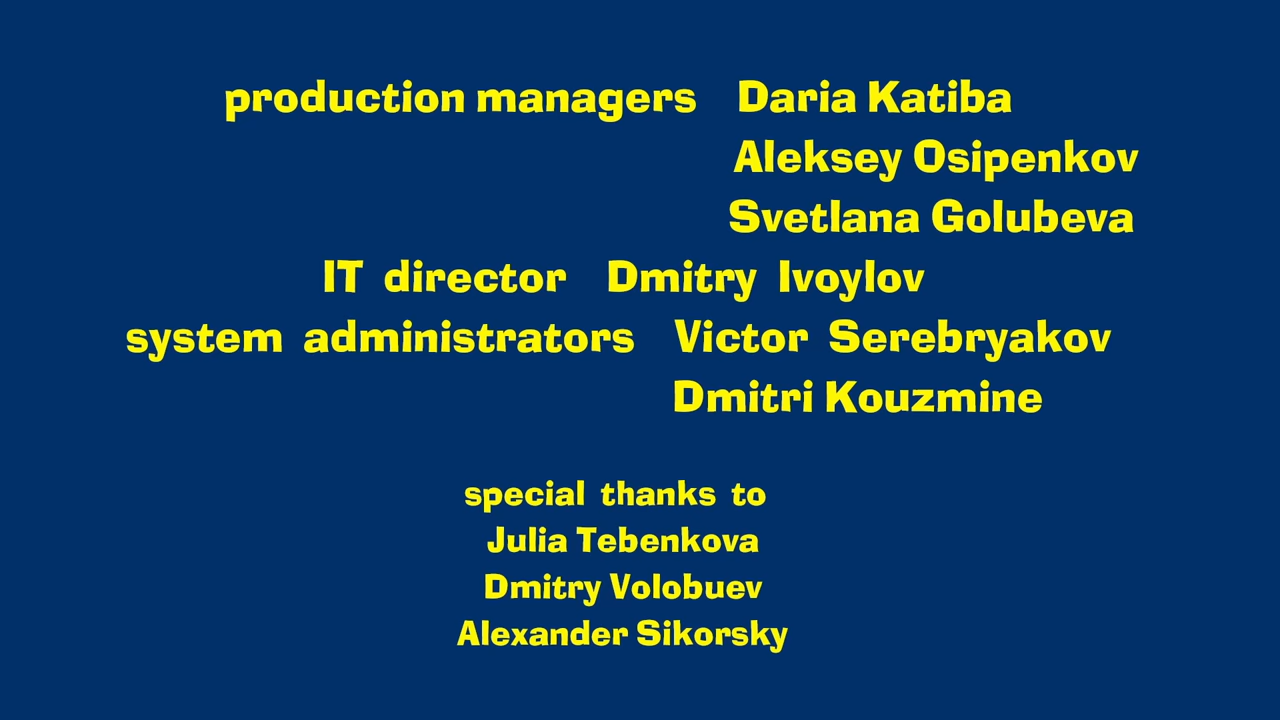 production managers Daria Katiba
Aleksey Osipenkov
Svetlana Golubeva
IT director Dmitry Ivoylov
system administrators Victor Serebryakov
Dmitri Kouzmine
special thanks to
Julia Tebenkova
Dmitry Volobuev
Alexander Sikorsky